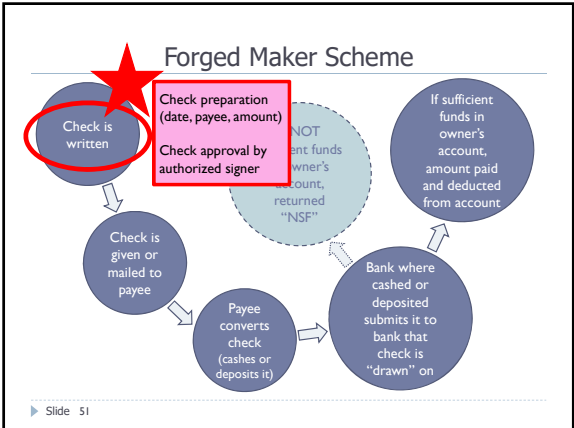 Forged Maker Scheme
Check is
written
Check preparation
(date, payee, amount)
Check approval by
authorized signer
NOT
ent funds
wner's
ount,
returned
“NSF”
If sufficient
funds in
owner's
account,
amount paid
and deducted
from account
Check is
given or
mailed to
payee
Payee
converts
check
(cashes or
deposits it)
Bank where
cashed or
deposited
submits it to
bank that
check is
“drawn” on
Slide 51